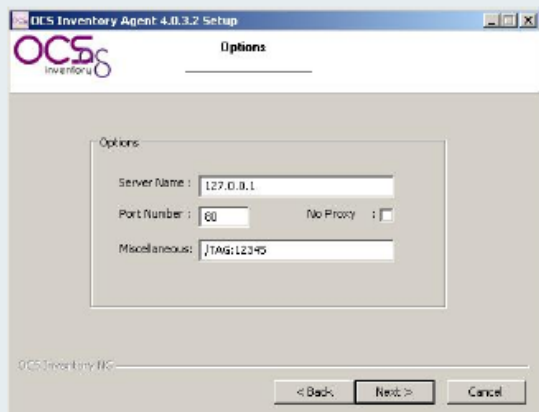 OCS Inventory Agent 4.0.3.2 Setup
OCS
inventory
Options
Options
Server Name : 127.0.0.1
Port Number : 80 No Proxy :
Miscellaneous: /TAG:12345
OCS Inventory NG
< Back Next > Cancel